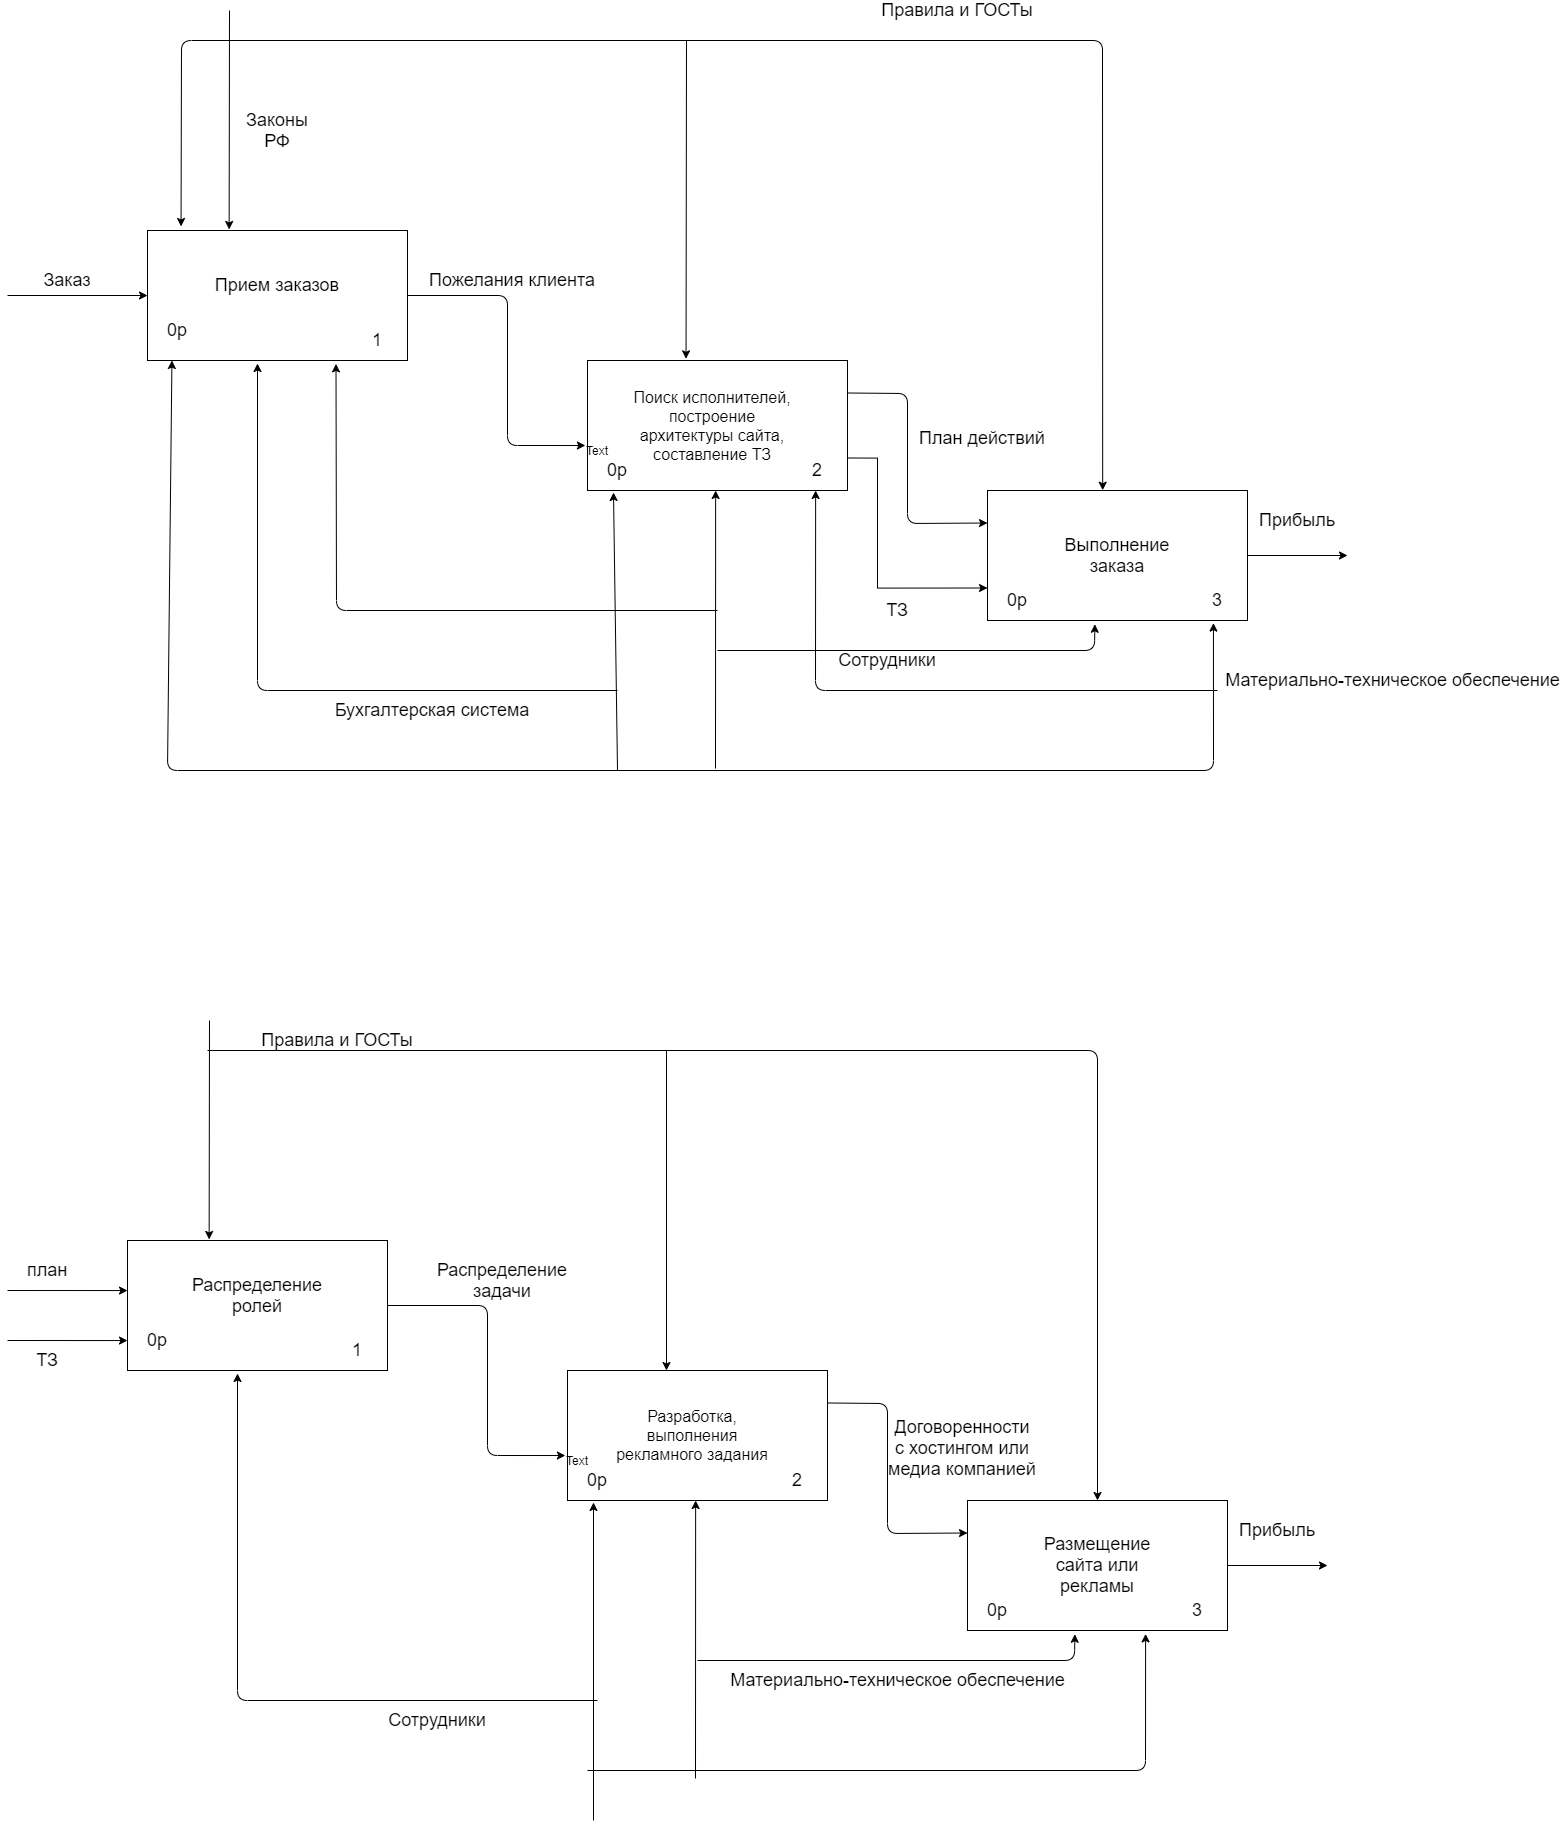 Правила и ГОСТы
Законы
РФ
Заказ
Прием заказов
0р
1
Пожелания клиента
Поиск исполнителей,
построение
архитектуры сайта,
составление ТЗ
Text
0р
2
План действий
ТЗ
Выполнение
заказа
0р
3
Прибыль
Сотрудники
Материально-техническое обеспечение
Бухгалтерская система
Правила и ГОСТы
план
ТЗ
Распределение
ролей
0р
1
Распределение
задачи
Разработка,
выполнения
рекламного задания
Text
0р
2
Договоренности
с хостингом или
медиа компанией
Размещение
сайта или
рекламы
0р
3
Прибыль
Материально-техническое обеспечение
Сотрудники